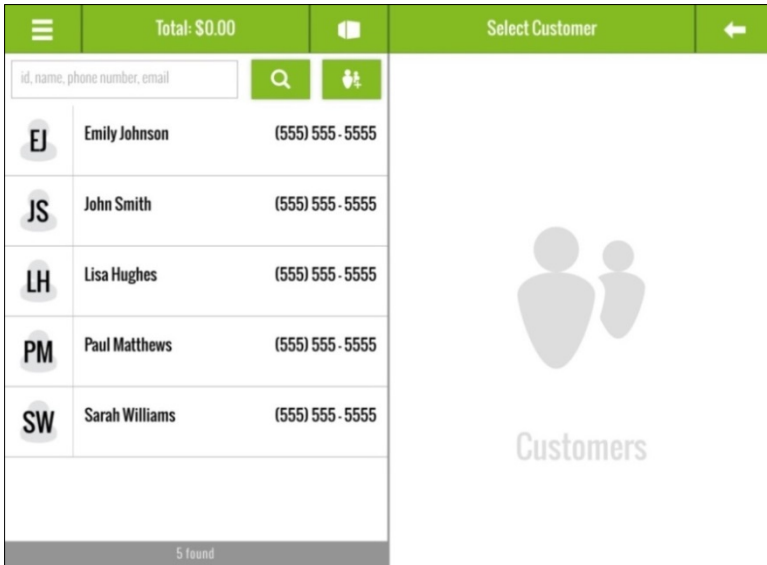 Total: $0.00
Select Customer
id, name, phone number, email
EJ Emily Johnson (555) 555 - 5555
JS John Smith (555) 555 - 5555
LH Lisa Hughes (555) 555 - 5555
PM Paul Matthews (555) 555 - 5555
SW Sarah Williams (555) 555 - 5555
Customers
5 found